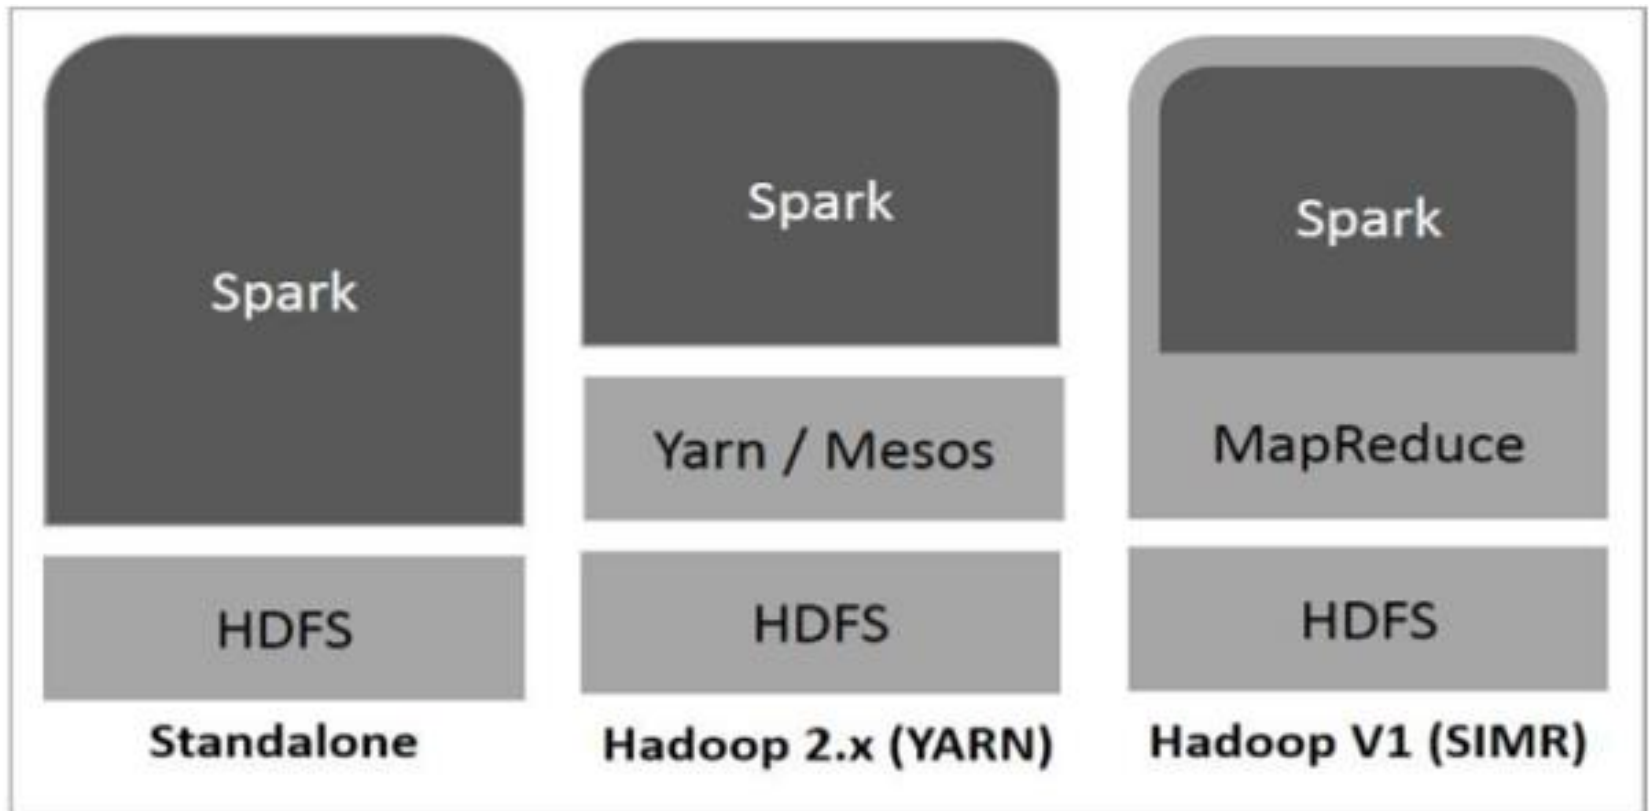 Spark
HDFS
Standalone
Spark
Yarn / Mesos
HDFS
Hadoop 2.x (YARN)
Spark
MapReduce
HDFS
Hadoop V1 (SIMR)